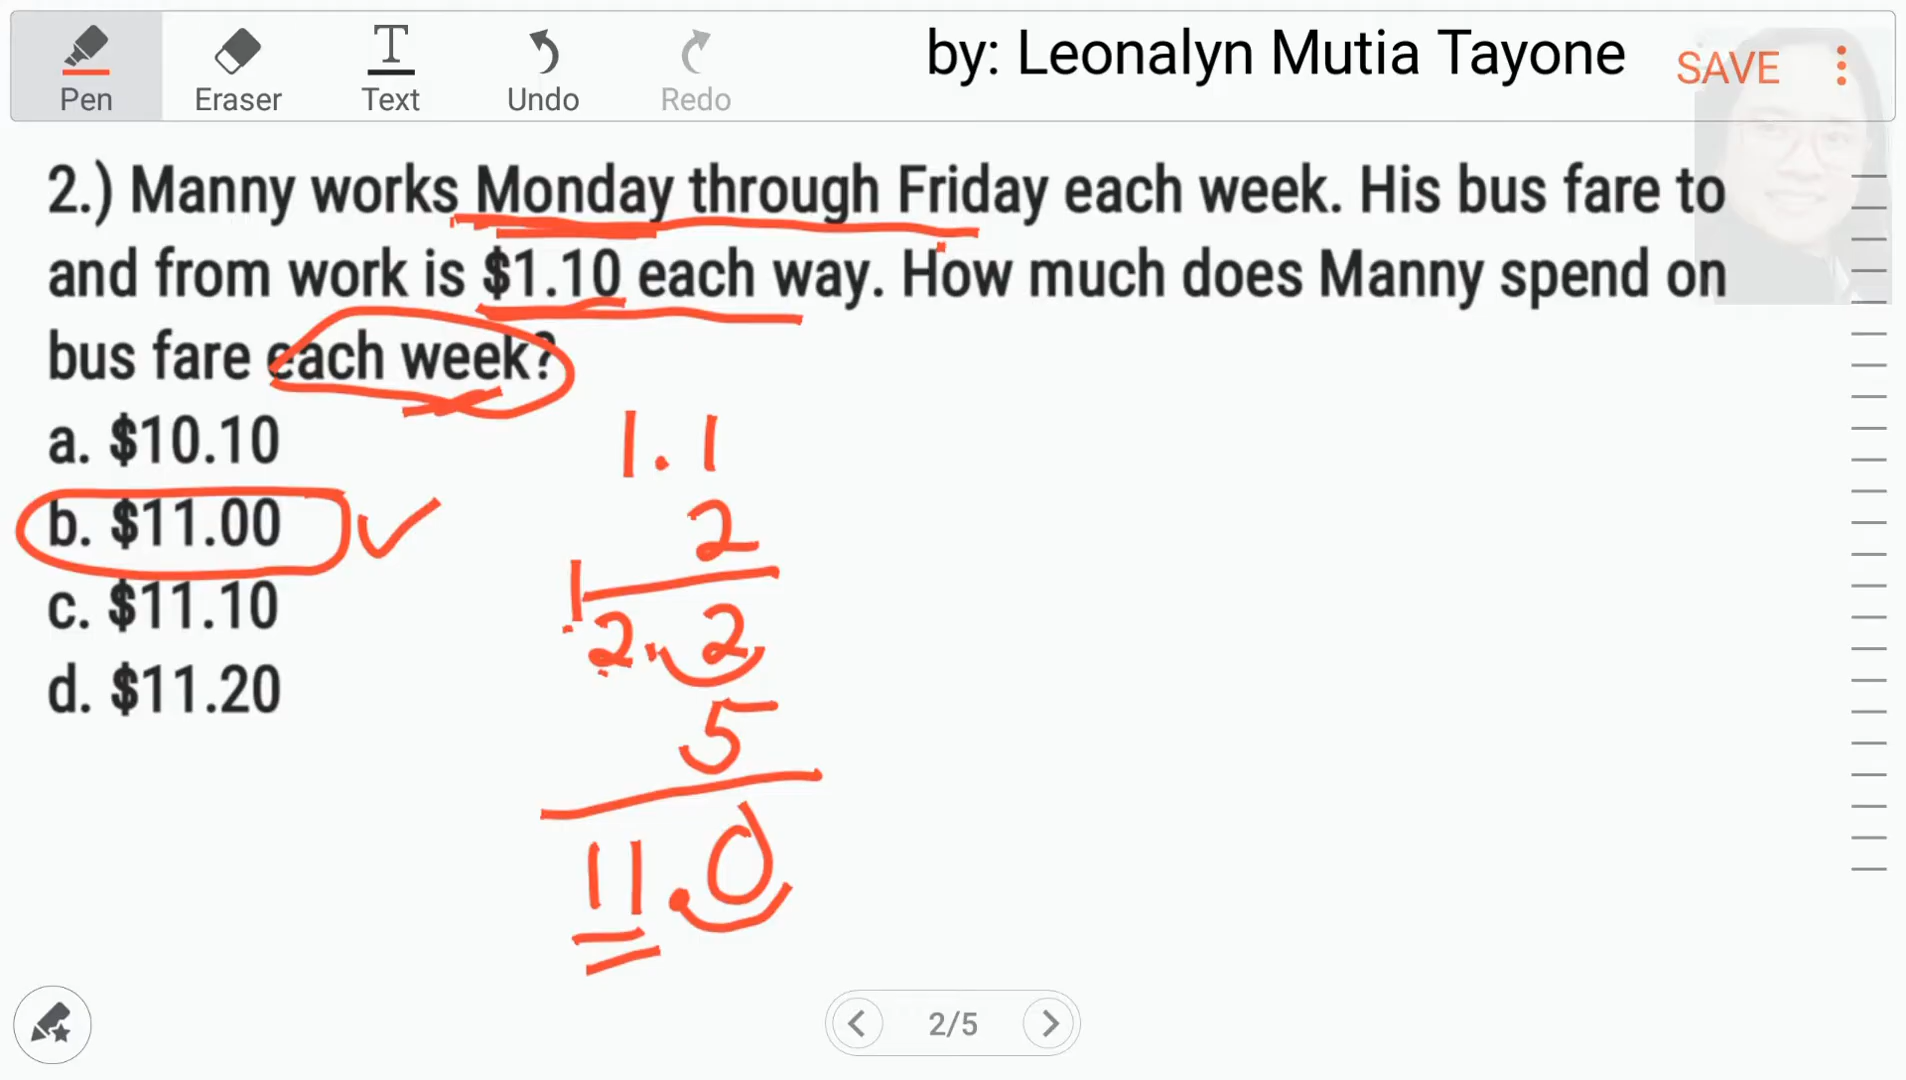 by: Leonalyn Mutia Tayone
SAVE
Pen
Eraser
T
Text
Undo
Redo
2.) Manny works Monday through Friday each week. His bus fare to
and from work is $1.10 each way. How much does Manny spend on
bus fare each week?
a. $10.10
b. $11.00
c. $11.10
d. $11.20
1.1
2
1
2.2
5
11.0
2/5